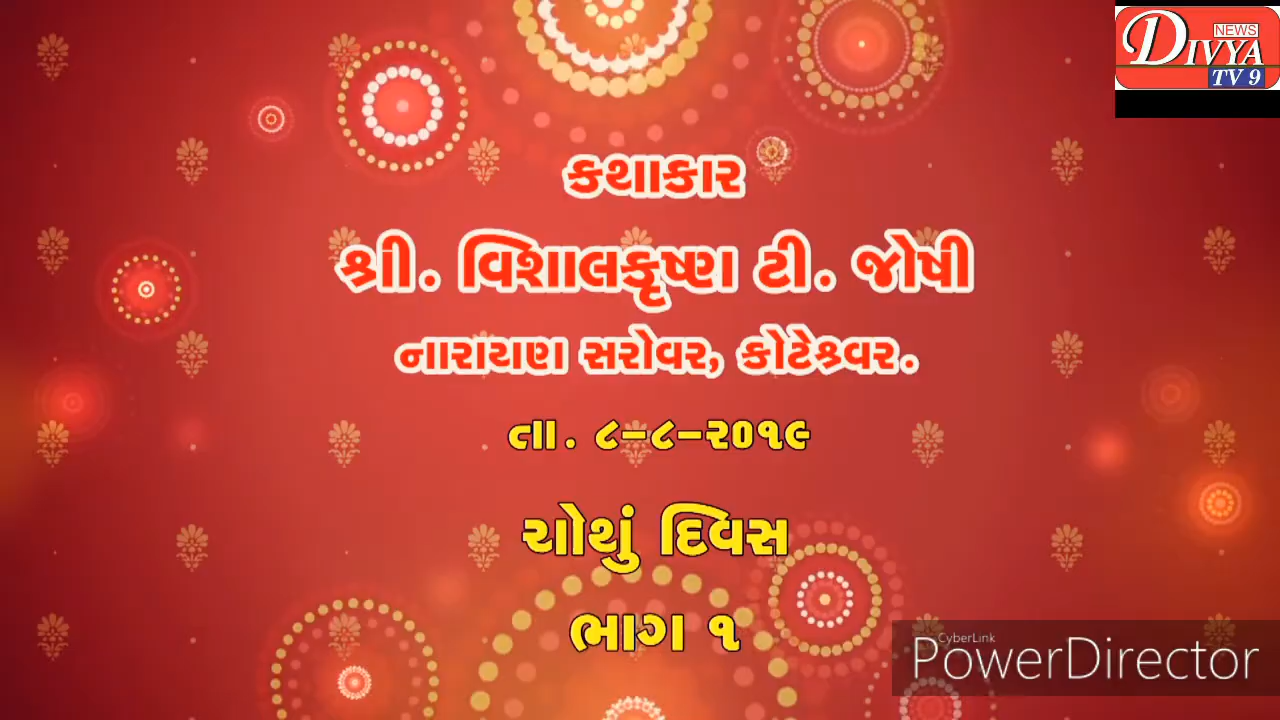 NEWS
DIVYA
TV 9
કથાકાર
શ્રી. વિશાલકૃષ્ણ ટી. જોષી
નારાયણ સરોવર, કોટેશ્વર.
તા. ૮-૮-૨૦૧૯
ચોથું દિવસ
ભાગ ૧
CyberLink
PowerDirector